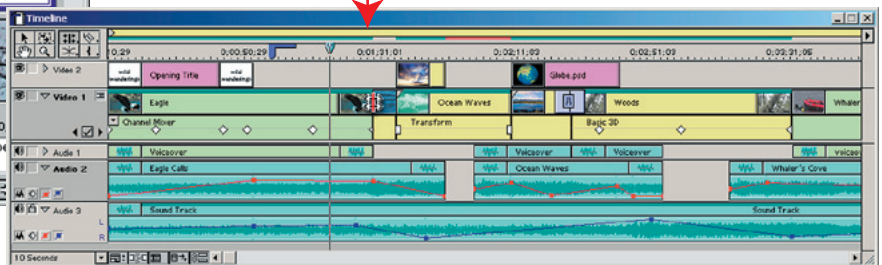 Timeline
0;29 0;00;50;29 0;01;31;01 0;02;11;03 0;02;51;03 0;03;31;05
Video 2 Opening Title Globe.psd
Video 1 Eagle Ocean Waves Woods Whaler
Channel Mixer Transform Basic 3D
Audio 1 Voiceover Voiceover Voiceover voiceov
Audio 2 Eagle Calls Ocean Waves Whaler's Cove
Audio 3 Sound Track Sound Track
L
R
10 Seconds